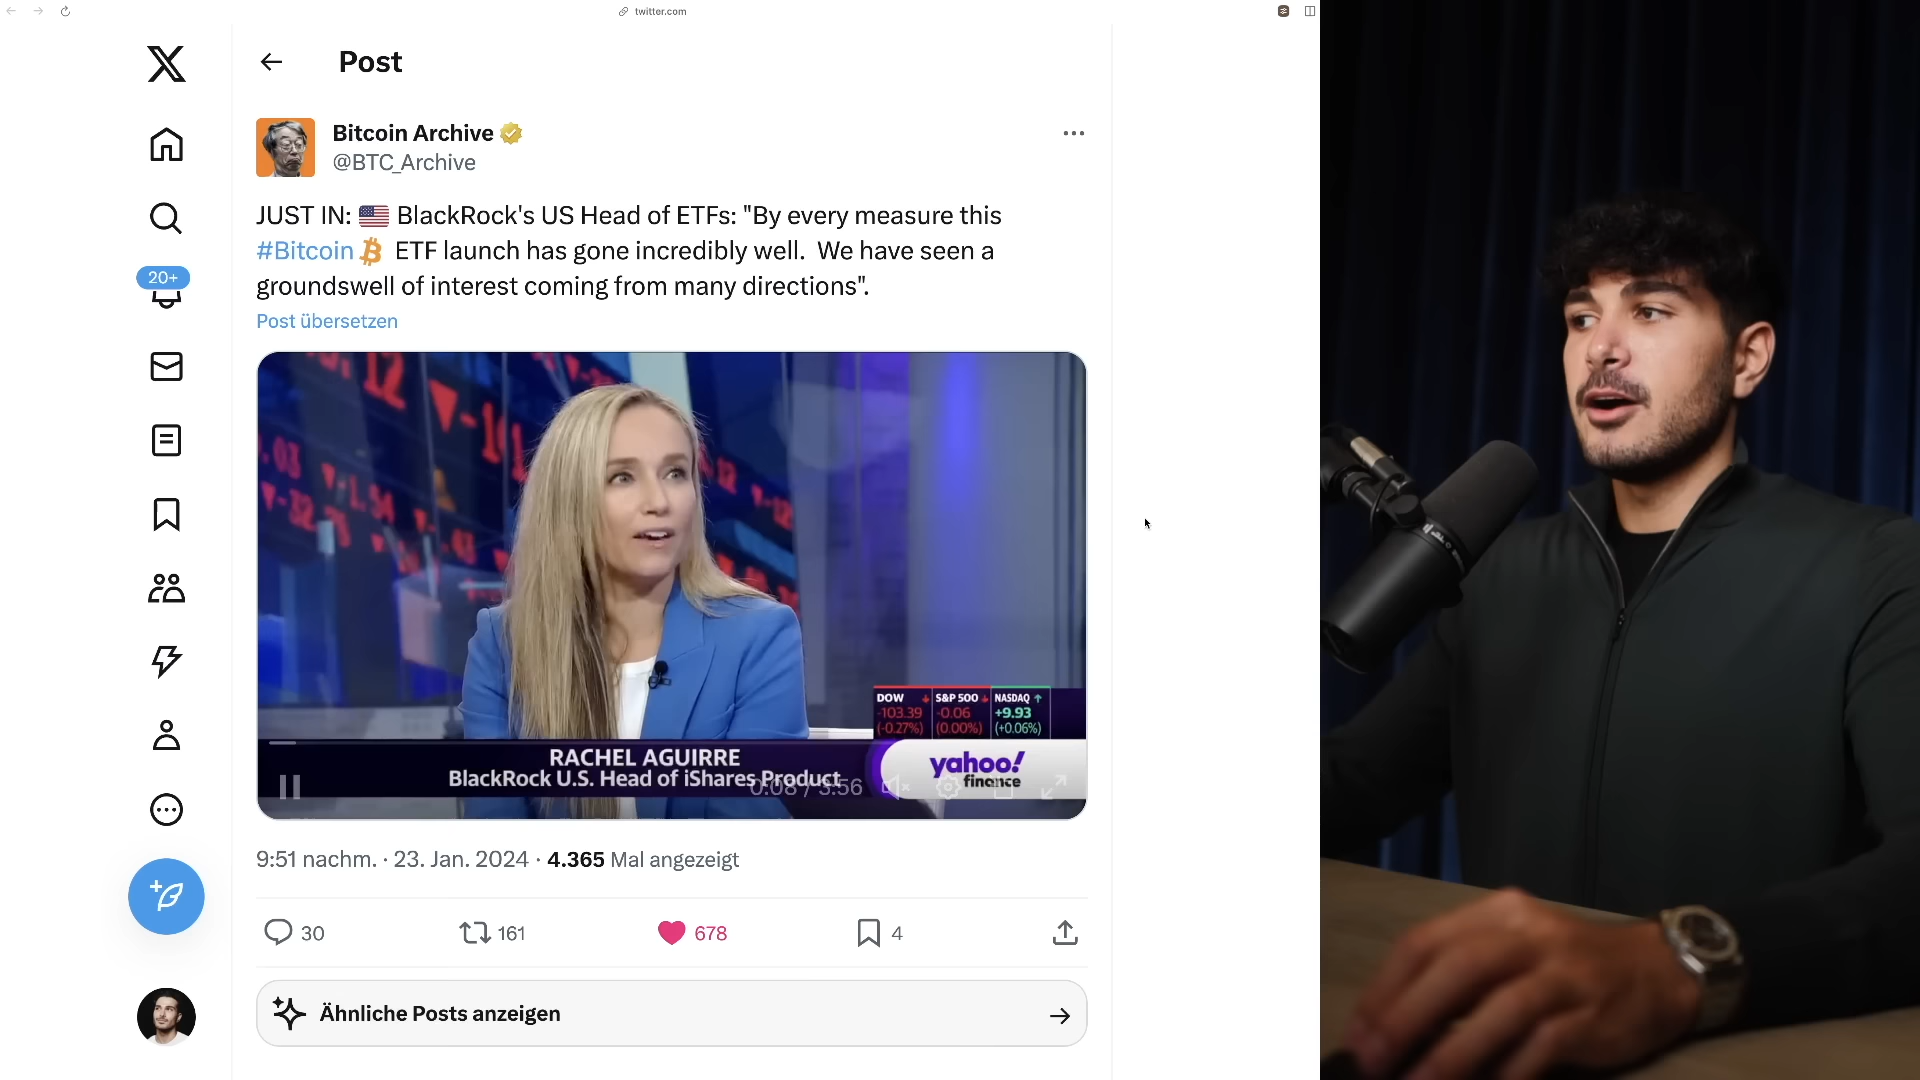 twitter.com
Post
Bitcoin Archive
@BTC_Archive
JUST IN: 🇺🇸 BlackRock's US Head of ETFs: "By every measure this
#Bitcoin ETF launch has gone incredibly well. We have seen a
groundswell of interest coming from many directions".
Post übersetzen
20+
DOW S&P 500 NASDAQ
-103.39 -0.06 +9.93
(-0.27%) (0.00%) (+0.06%)
RACHEL AGUIRRE
BlackRock U.S. Head of iShares Product
yahoo!
finance
0:08 / 3:56
9:51 nachm. · 23. Jan. 2024 · 4.365 Mal angezeigt
30 161 678 4
Ähnliche Posts anzeigen